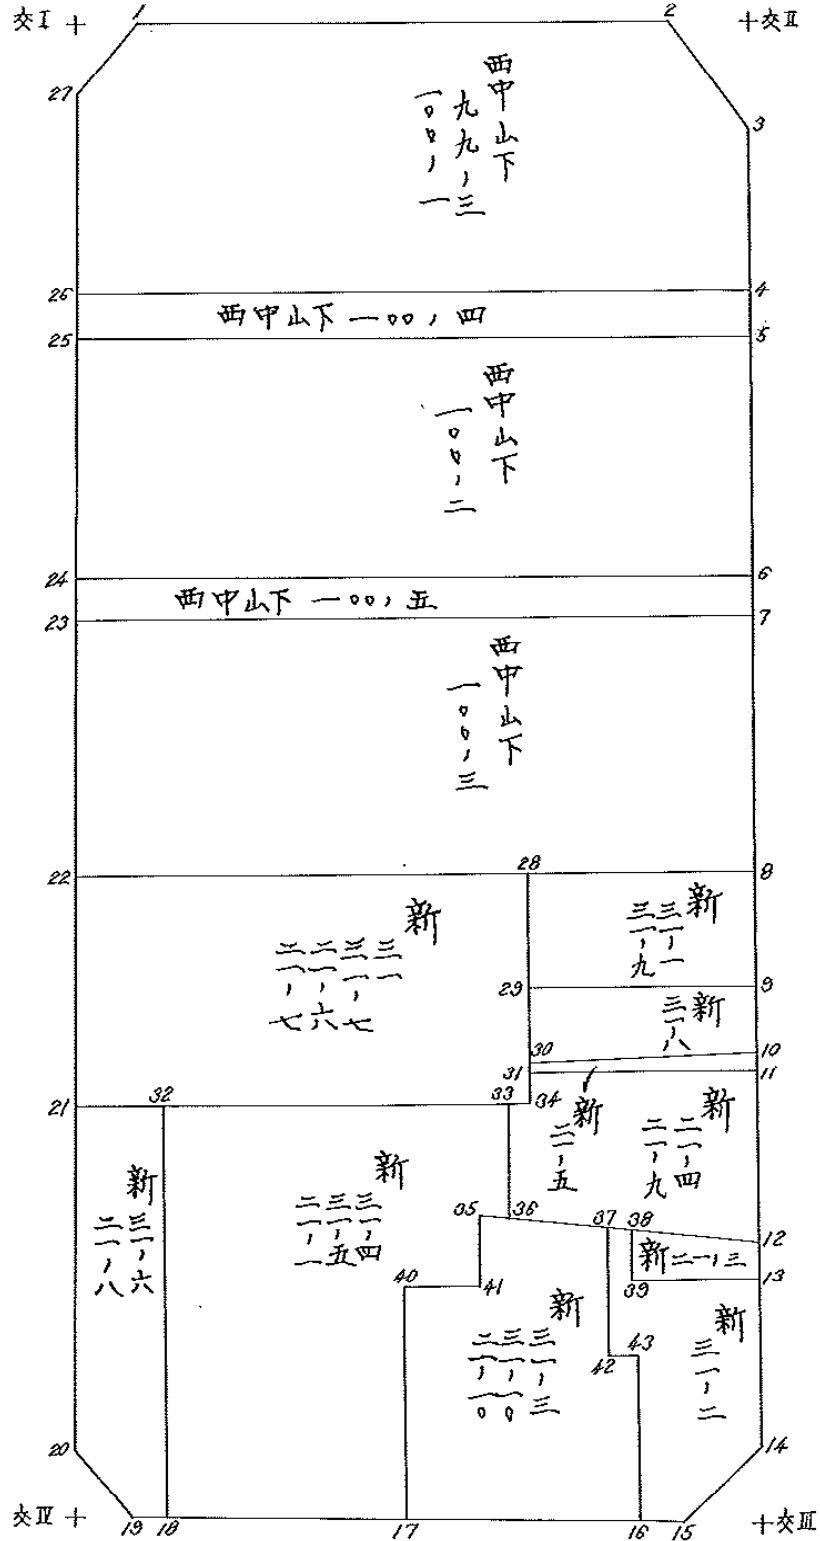 交I
1
2
交II
27
3
西中山下
九九,三
一〇〇,一
26
4
西中山下一〇〇,四
25
5
西中山下
一〇〇,二
24
6
西中山下一〇〇,五
23
7
西中山下
一〇〇,三
22
28
8
新
三一,一
三一,九
新
三一
三一,七
二一,六
二一,七
29
9
新
三一,八
30
10
31
11
21
32
33
34
新
二一,五
新
二一,四
二一,九
新
三一,六
二一,八
新
三一,四
三一,五
二一,一
35
36
37
38
12
新二一,三
40
41
39
13
新
三一,三
三一,一〇
二一,一〇
新
三一,二
42
43
20
14
交IV
19
18
17
16
15
交III